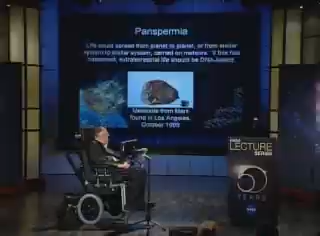 Panspermia
Life could spread from planet to planet, or from stellar
system to stellar system, carried on meteors. If this has
happened, extraterrestrial life should be DNA-based.
Meteorite from Mars
found in Los Angeles,
October 1999
NASA
LECTURE
SERIES
50
YEARS
NASA